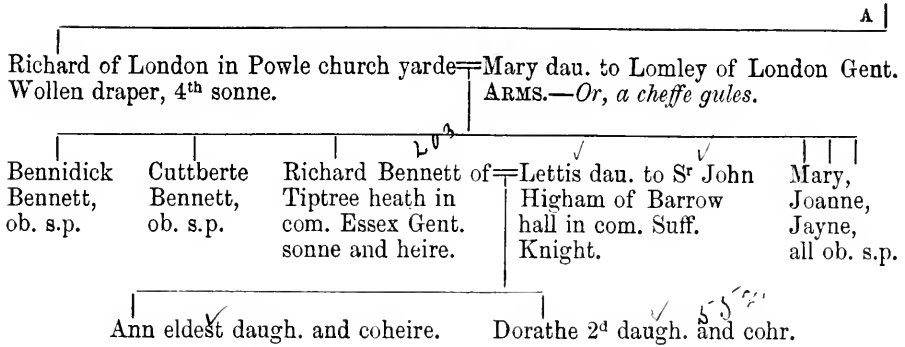 A
Richard of London in Powle church yarde Mary dau. to Lomley of London Gent.
Wollen draper, 4th sonne. ARMS.—Or, a cheffe gules.
203
Bennidick Cuttberte Richard Bennett of Lettis dau. to Sr John Mary,
Bennett, Bennett, Tiptree heath in Higham of Barrow Joanne,
ob. s.p. ob. s.p. com. Essex Gent. hall in com. Suff. Jayne,
sonne and heire. Knight. all ob. s.p.
Ann eldest daugh. and coheire. Dorathe 2d daugh. and cohr.